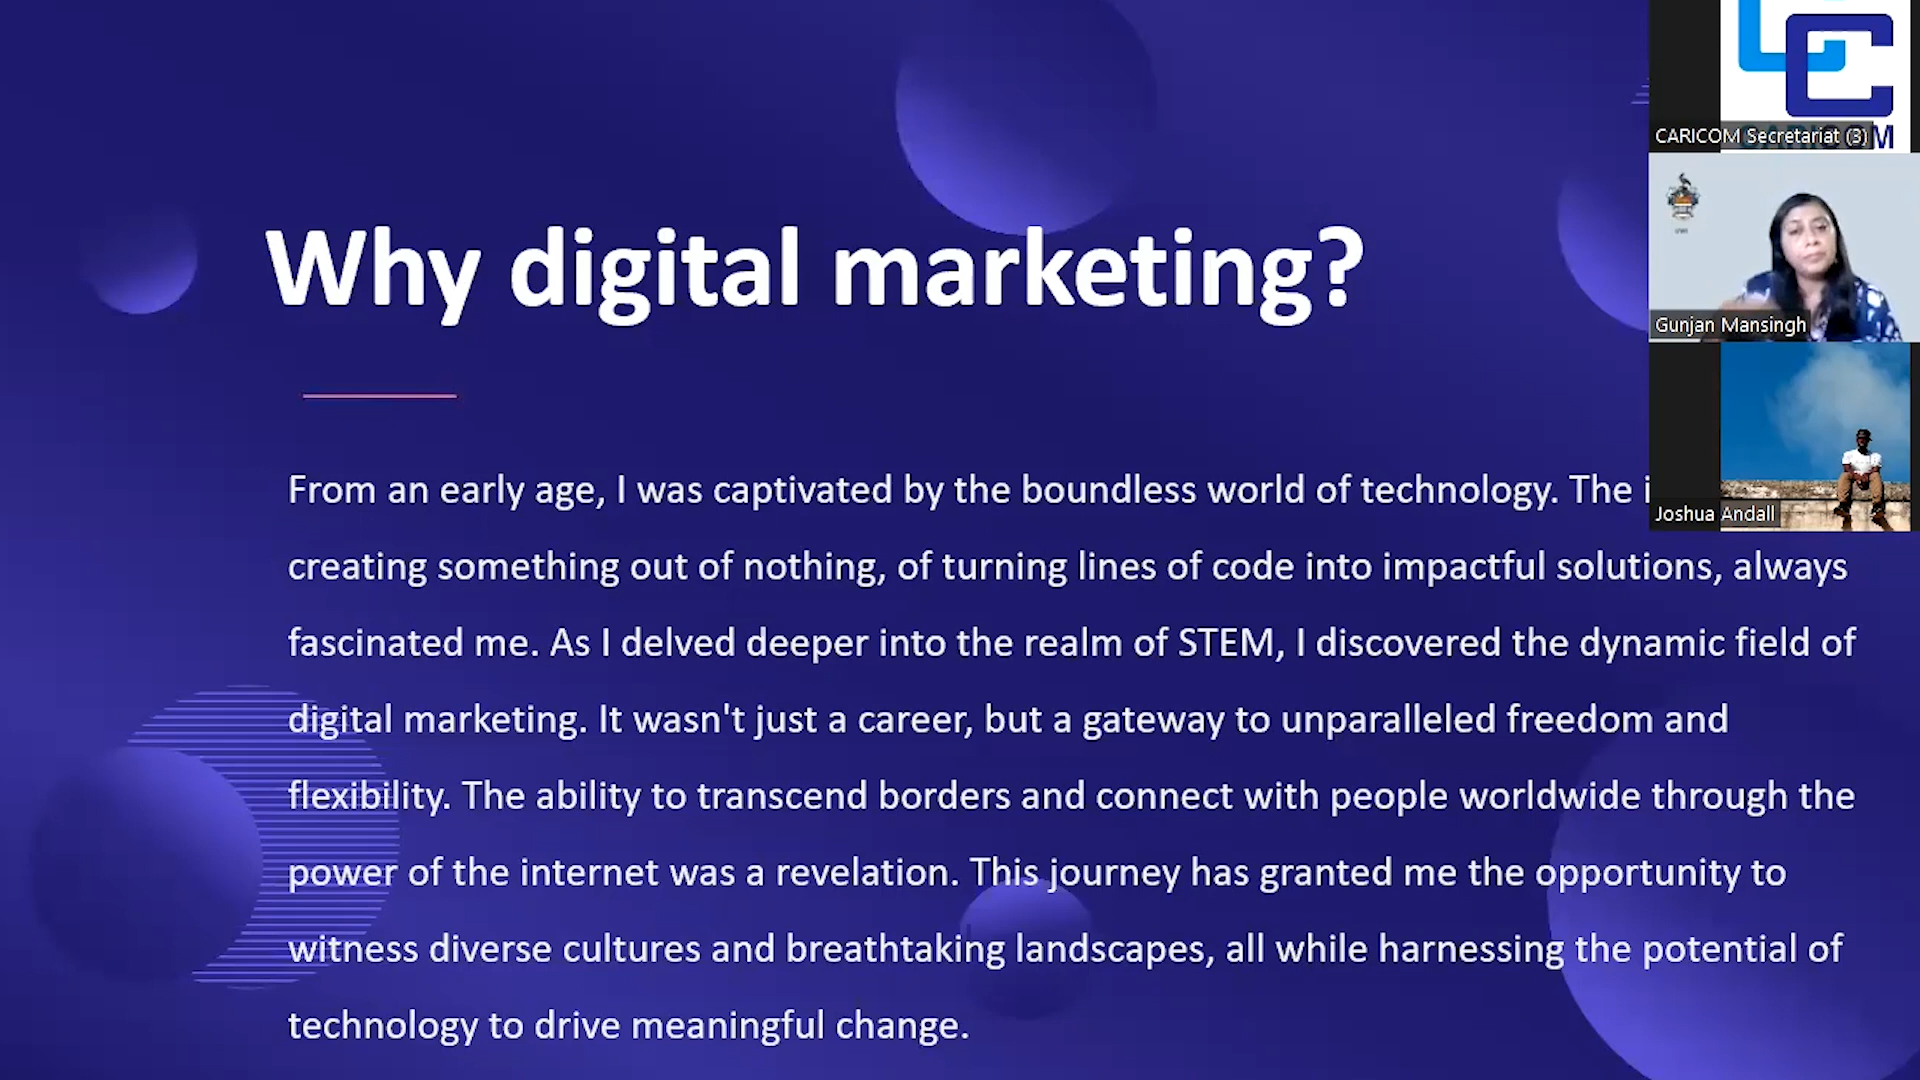 Why digital marketing?
From an early age, I was captivated by the boundless world of technology. The
creating something out of nothing, of turning lines of code into impactful solutions, always
fascinated me. As I delved deeper into the realm of STEM, I discovered the dynamic field of
digital marketing. It wasn't just a career, but a gateway to unparalleled freedom and
flexibility. The ability to transcend borders and connect with people worldwide through the
power of the internet was a revelation. This journey has granted me the opportunity to
witness diverse cultures and breathtaking landscapes, all while harnessing the potential of
technology to drive meaningful change.
CARICOM Secretariat (3)
Gunjan Mansingh
Joshua Andall